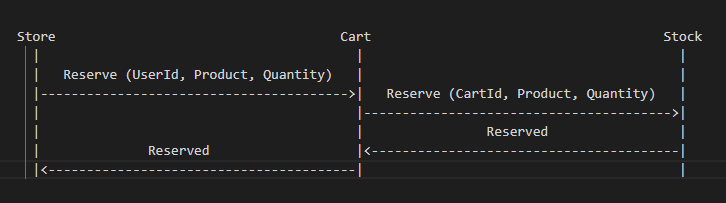 Store Cart Stock
Reserve (UserId, Product, Quantity)
Reserve (CartId, Product, Quantity)
Reserved
Reserved